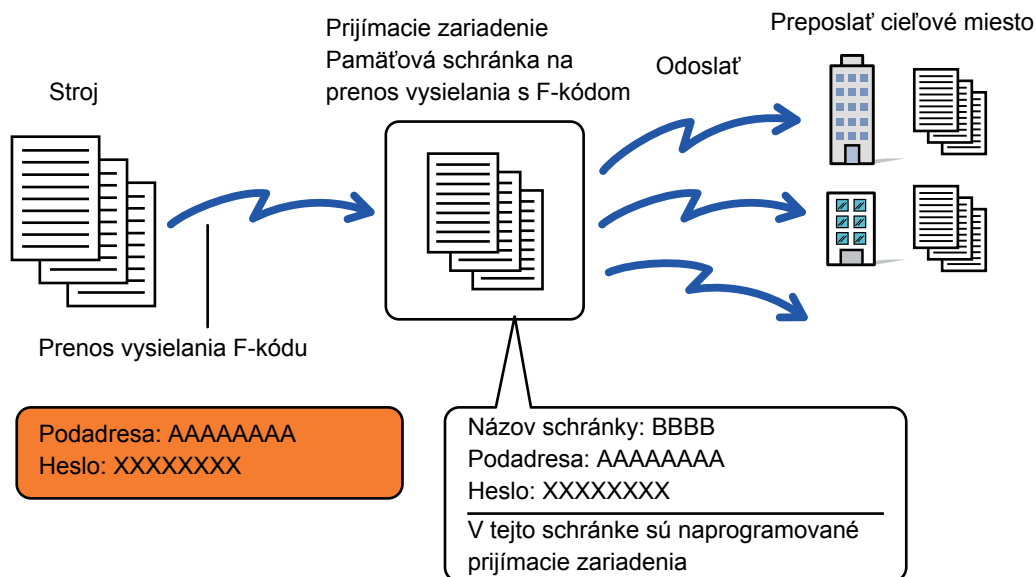 Stroj
Prijímacie zariadenie
Pamäťová schránka na
prenos vysielania s F-kódom
Odoslať
Preposlať cieľové miesto
Prenos vysielania F-kódu
Podadresa: AAAAAAAA
Heslo: XXXXXXXX
Názov schránky: BBBB
Podadresa: AAAAAAAA
Heslo: XXXXXXXX
V tejto schránke sú naprogramované
prijímacie zariadenia